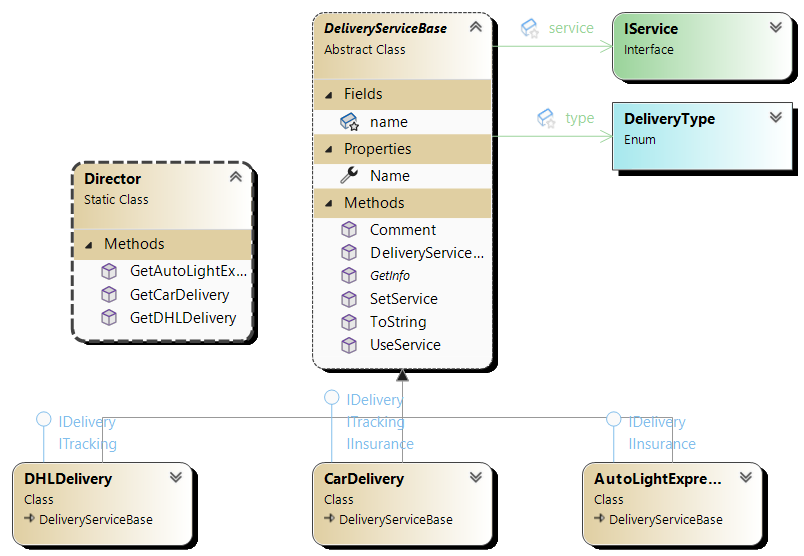 DeliveryServiceBase
Abstract Class
Fields
name
Properties
Name
Methods
Comment
DeliveryService...
GetInfo
SetService
ToString
UseService
service
IService
Interface
type
DeliveryType
Enum
Director
Static Class
Methods
GetAutoLightEx...
GetCarDelivery
GetDHLDelivery
IDelivery
ITracking
DHLDelivery
Class
DeliveryServiceBase
IDelivery
ITracking
IInsurance
CarDelivery
Class
DeliveryServiceBase
IDelivery
IInsurance
AutoLightExpre...
Class
DeliveryServiceBase